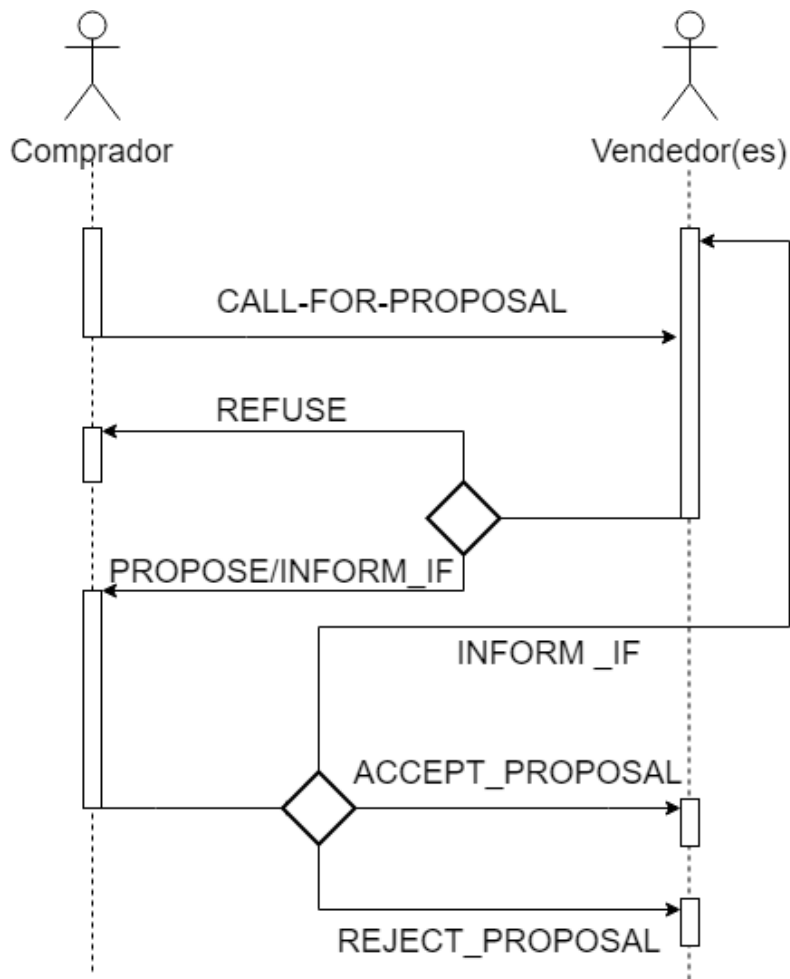 Comprador
Vendedor(es)
CALL-FOR-PROPOSAL
REFUSE
PROPOSE/INFORM_IF
INFORM _IF
ACCEPT_PROPOSAL
REJECT_PROPOSAL